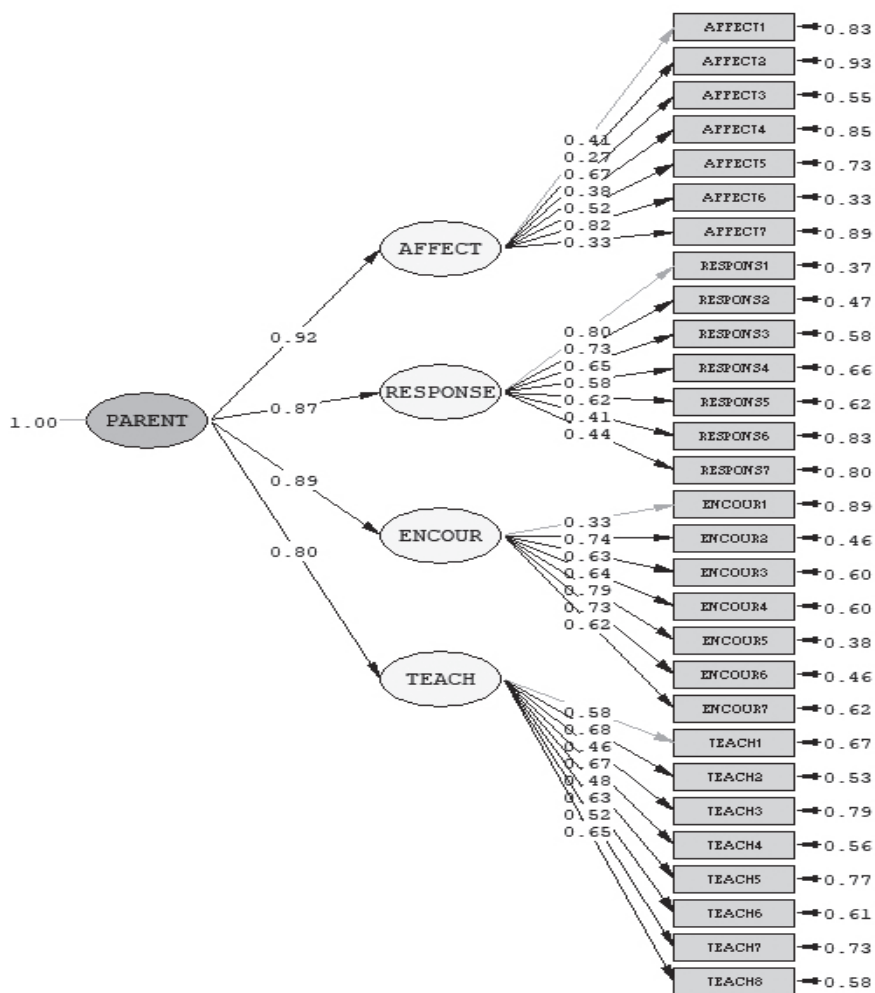 AFFECT1 0.83
AFFECT2 0.93
AFFECT3 0.55
AFFECT4 0.85
AFFECT5 0.73
AFFECT6 0.33
AFFECT7 0.89
0.41
0.27
0.67
0.38
0.52
0.82
0.33
AFFECT
RESPONS1 0.37
RESPONS2 0.47
RESPONS3 0.58
RESPONS4 0.66
RESPONS5 0.62
RESPONS6 0.83
RESPONS7 0.80
0.80
0.73
0.65
0.58
0.62
0.41
0.44
RESPONSE
0.92
0.87
1.00 PARENT
0.89
0.80
ENCOUR1 0.89
ENCOUR2 0.46
ENCOUR3 0.60
ENCOUR4 0.60
ENCOUR5 0.38
ENCOUR6 0.46
ENCOUR7 0.62
0.33
0.74
0.63
0.64
0.79
0.73
0.62
ENCOUR
TEACH
0.58
0.68
0.46
0.67
0.48
0.63
0.52
0.65
TEACH1 0.67
TEACH2 0.53
TEACH3 0.79
TEACH4 0.56
TEACH5 0.77
TEACH6 0.61
TEACH7 0.73
TEACH8 0.58